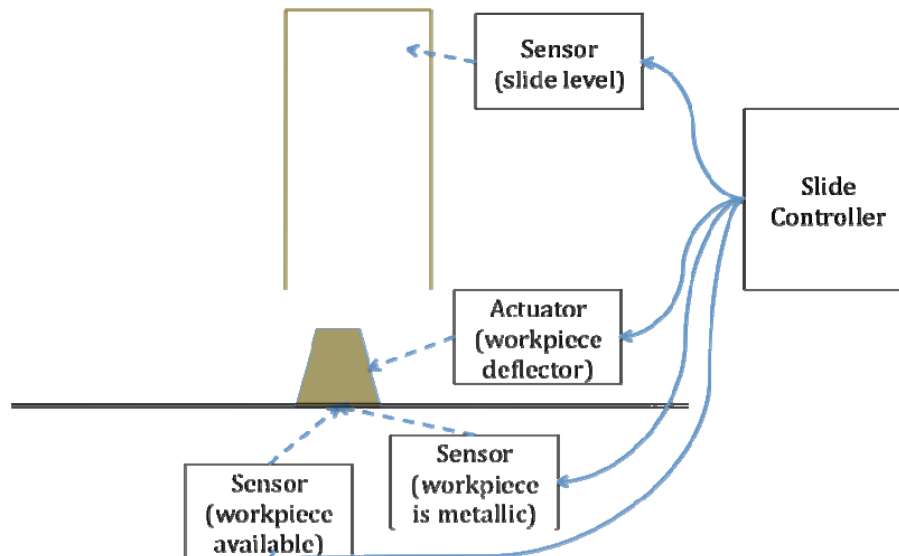 Sensor
(slide level)
Slide
Controller
Actuator
(workpiece
deflector)
Sensor
(workpiece
is metallic)
Sensor
(workpiece
available)